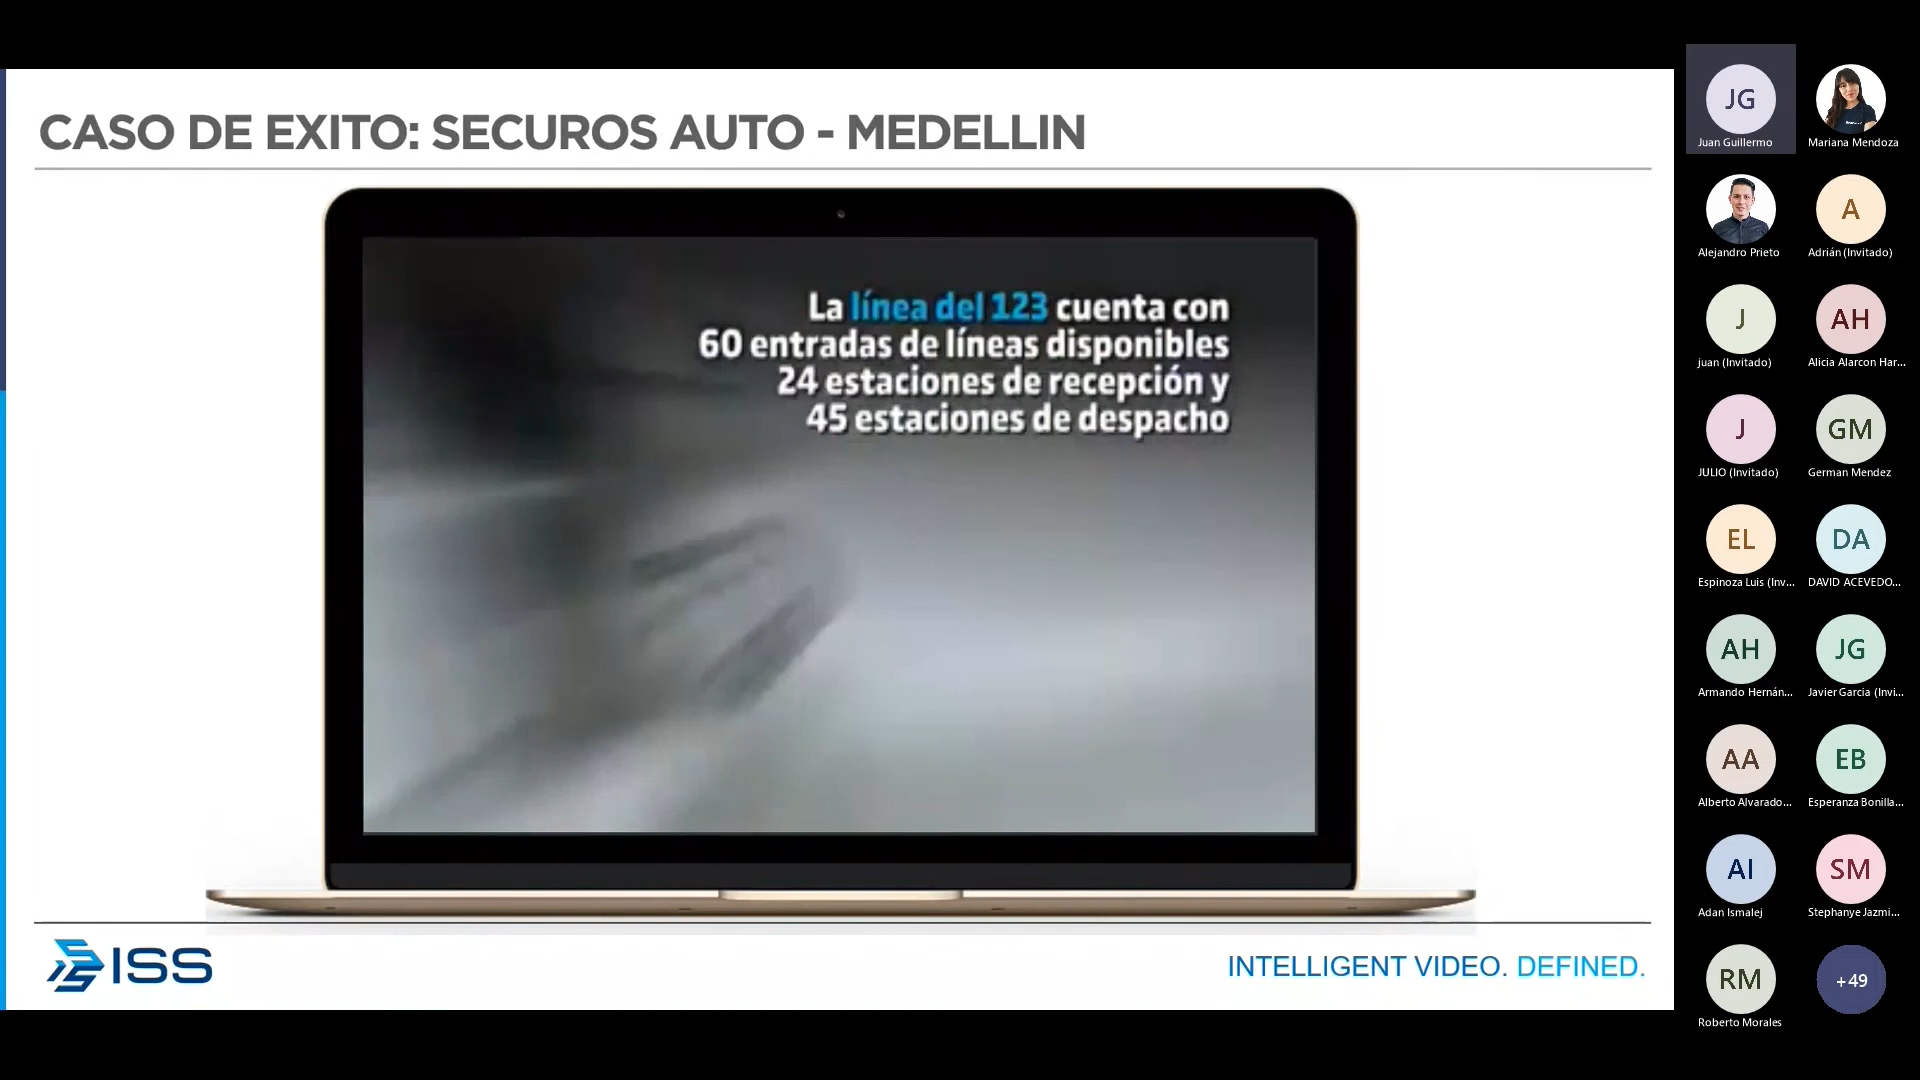 CASO DE EXITO: SECUROS AUTO - MEDELLIN
La línea del 123 cuenta con
60 entradas de líneas disponibles
24 estaciones de recepción y
45 estaciones de despacho
ISS
INTELLIGENT VIDEO. DEFINED.
JG
Juan Guillermo
Mariana Mendoza
Alejandro Prieto
A
Adrián (Invitado)
J
juan (Invitado)
AH
Alicia Alarcon Har...
J
JULIO (Invitado)
GM
German Mendez
EL
Espinoza Luis (Inv...
DA
DAVID ACEVEDO...
AH
Armando Hernán...
JG
Javier Garcia (Invi...
AA
Alberto Alvarado...
EB
Esperanza Bonilla...
AI
Adan Ismalej
SM
Stephanye Jazmi...
RM
Roberto Morales
+49